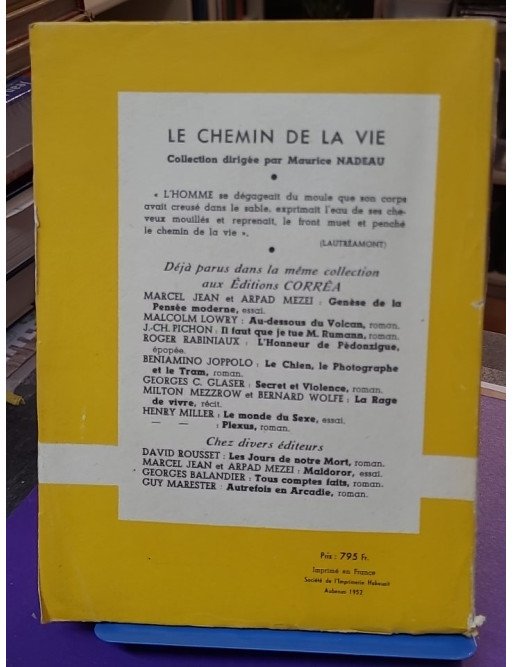 LE CHEMIN DE LA VIE
Collection dirigée par Maurice NADEAU
« L'HOMME se dégageait du moule que son corps
avait creusé dans le sable, exprimait l'eau de ses che-
veux mouillés et reprenait, le front muet et penché
le chemin de la vie ».
(LAUTRÉAMONT)
Déjà parus dans la même collection
aux Éditions CORRÊA
MARCEL JEAN et ARPAD MEZEI : Genèse de la
Pensée moderne, essai.
MALCOLM LOWRY : Au-dessous du Volcan, roman.
J.-CH. PICHON : Il faut que je tue M. Rumann, roman.
ROGER RABINIAUX : L'Honneur de Pédonzigue,
épopée.
BENIAMINO JOPPOLO : Le Chien, le Photographe
et le Tram, roman.
GEORGES C. GLASER : Secret et Violence, roman.
MILTON MEZZROW et BERNARD WOLFE : La Rage
de vivre, récit.
HENRY MILLER : Le monde du Sexe, essai.
— — : Plexus, roman.
Chez divers éditeurs
DAVID ROUSSET : Les Jours de notre Mort, roman.
MARCEL JEAN et ARPAD MEZEI : Maldoror, essai.
GEORGES BALANDIER : Tous comptes faits, roman.
GUY MARESTER : Autrefois en Arcadie, roman.
Prix : 795 Fr.
Imprimé en France
Société de l'Imprimerie Habauzit
Aubenas 1952